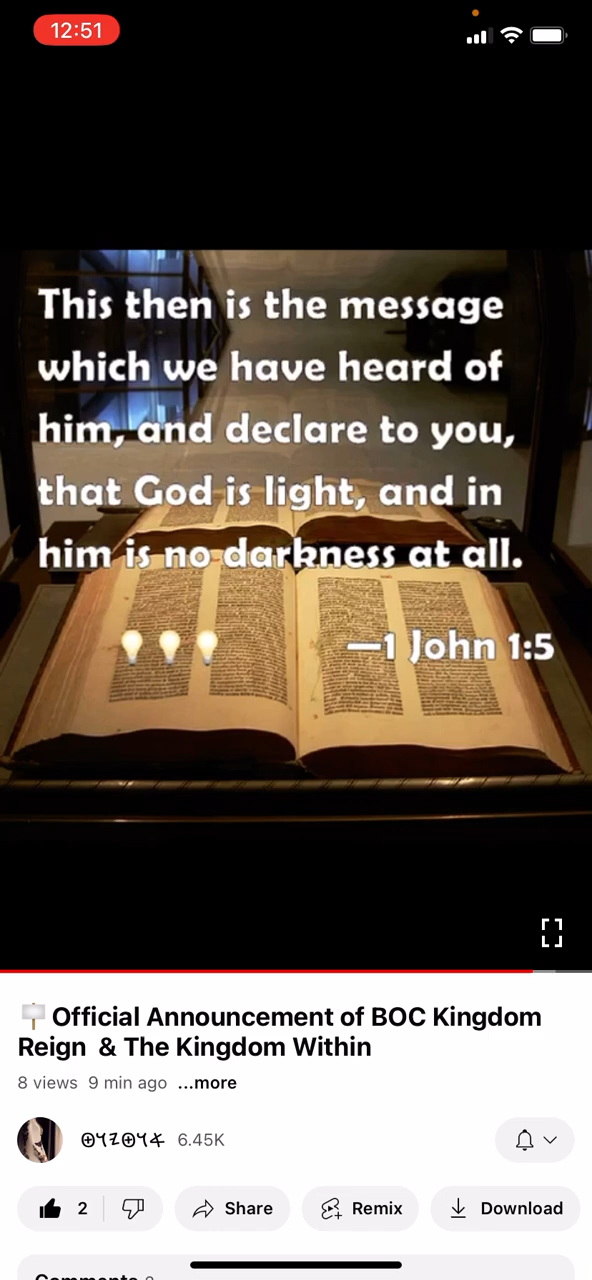 12:51
This then is the message
which we have heard of
him, and declare to you,
that God is light, and in
him is no darkness at all.
💡💡💡 —1 John 1:5
🪧 Official Announcement of BOC Kingdom
Reign & The Kingdom Within
8 views 9 min ago ...more
6.45K
2 Share Remix Download
Comments